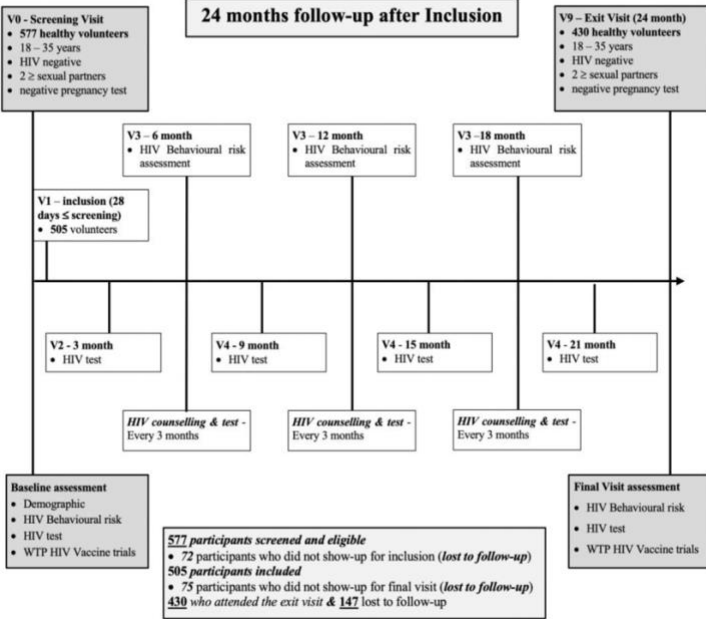 24 months follow-up after Inclusion
V0 - Screening Visit
• 577 healthy volunteers
• 18 – 35 years
• HIV negative
• 2 ≥ sexual partners
• negative pregnancy test
V9 – Exit Visit (24 month)
• 430 healthy volunteers
• 18 – 35 years
• HIV negative
• 2 ≥ sexual partners
• negative pregnancy test
V3 – 6 month
• HIV Behavioural risk
assessment
V3 – 12 month
• HIV Behavioural risk
assessment
V3 –18 month
• HIV Behavioural risk
assessment
V1 – inclusion (28
days ≤ screening)
• 505 volunteers
V2 - 3 month
• HIV test
V4 - 9 month
• HIV test
V4 - 15 month
• HIV test
V4 - 21 month
• HIV test
HIV counselling & test -
Every 3 months
HIV counselling & test -
Every 3 months
HIV counselling & test -
Every 3 months
Baseline assessment
• Demographic
• HIV Behavioural risk
• HIV test
• WTP HIV Vaccine trials
577 participants screened and eligible
• 72 participants who did not show-up for inclusion (lost to follow-up)
505 participants included
• 75 participants who did not show-up for final visit (lost to follow-up)
430 who attended the exit visit & 147 lost to follow-up
Final Visit assessment
• HIV Behavioural risk
• HIV test
• WTP HIV Vaccine trials